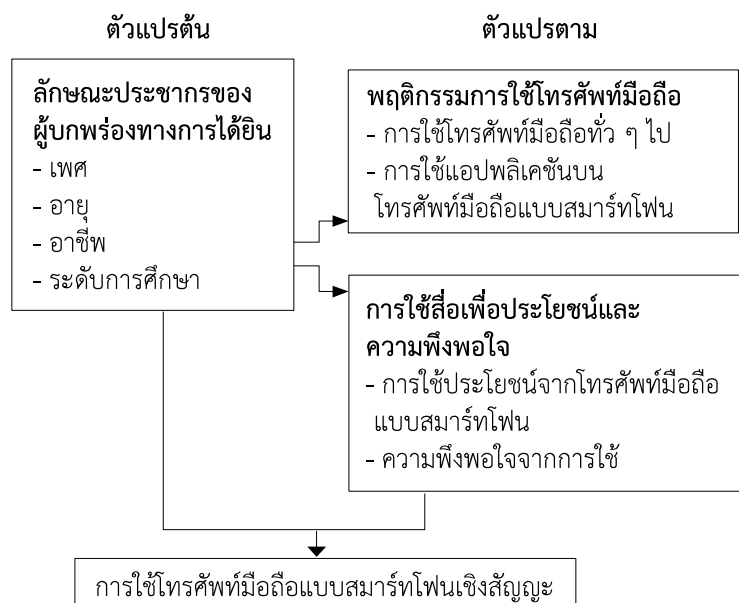 ตัวแปรต้น
ลักษณะประชากรของ
ผู้บกพร่องทางการได้ยิน
- เพศ
- อายุ
- อาชีพ
- ระดับการศึกษา
ตัวแปรตาม
พฤติกรรมการใช้โทรศัพท์มือถือ
- การใช้โทรศัพท์มือถือทั่ว ๆ ไป
- การใช้แอปพลิเคชันบน
โทรศัพท์มือถือแบบสมาร์ทโฟน
การใช้สื่อเพื่อประโยชน์และ
ความพึงพอใจ
- การใช้ประโยชน์จากโทรศัพท์มือถือ
แบบสมาร์ทโฟน
- ความพึงพอใจจากการใช้
การใช้โทรศัพท์มือถือแบบสมาร์ทโฟนเชิงสัญญะ